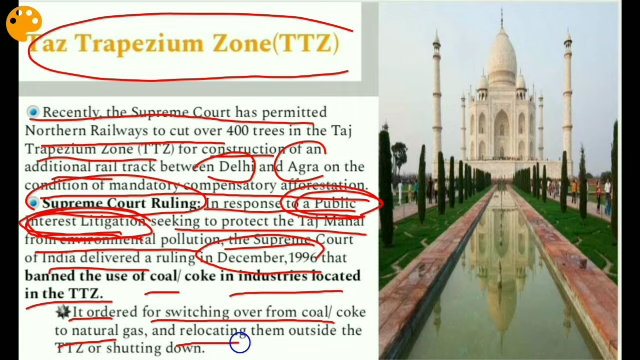 Taz Trapezium Zone(TTZ)
Recently, the Supreme Court has permitted
Northern Railways to cut over 400 trees in the Taj
Trapezium Zone (TTZ) for construction of an
additional rail track between Delhi and Agra on the
condition of mandatory compensatory afforestation.
Supreme Court Ruling: In response to a Public
Interest Litigation seeking to protect the Taj Mahal
from environmental pollution, the Supreme Court
of India delivered a ruling in December,1996 that
banned the use of coal/ coke in industries located
in the TTZ.
It ordered for switching over from coal/ coke
to natural gas, and relocating them outside the
TTZ or shutting down.